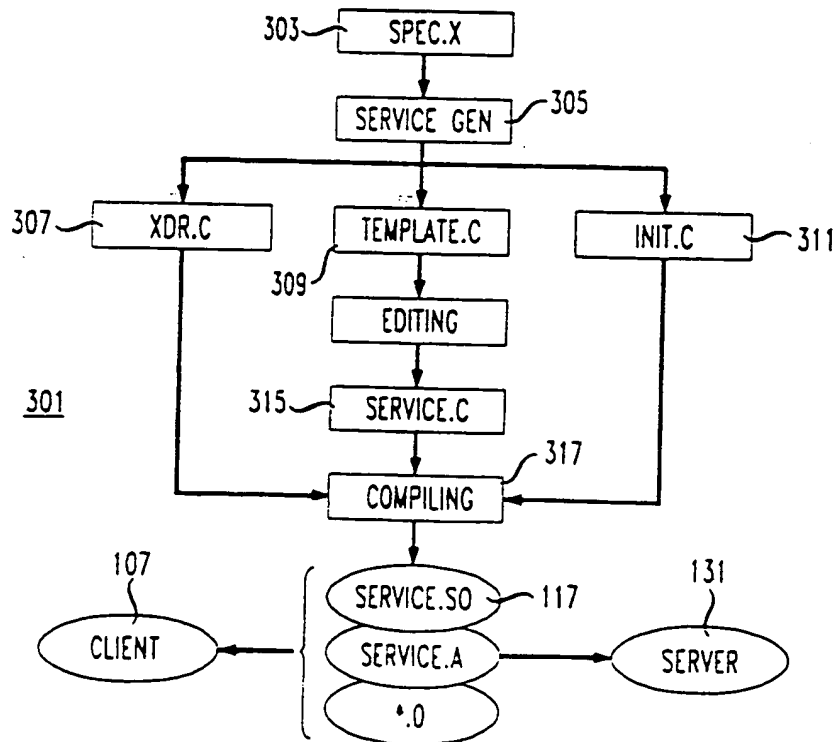 303
SPEC.X
SERVICE GEN
305
307
XDR.C
TEMPLATE.C
309
INIT.C
311
EDITING
301
315
SERVICE.C
317
COMPILING
107
CLIENT
SERVICE.SO
117
SERVICE.A
*.O
131
SERVER